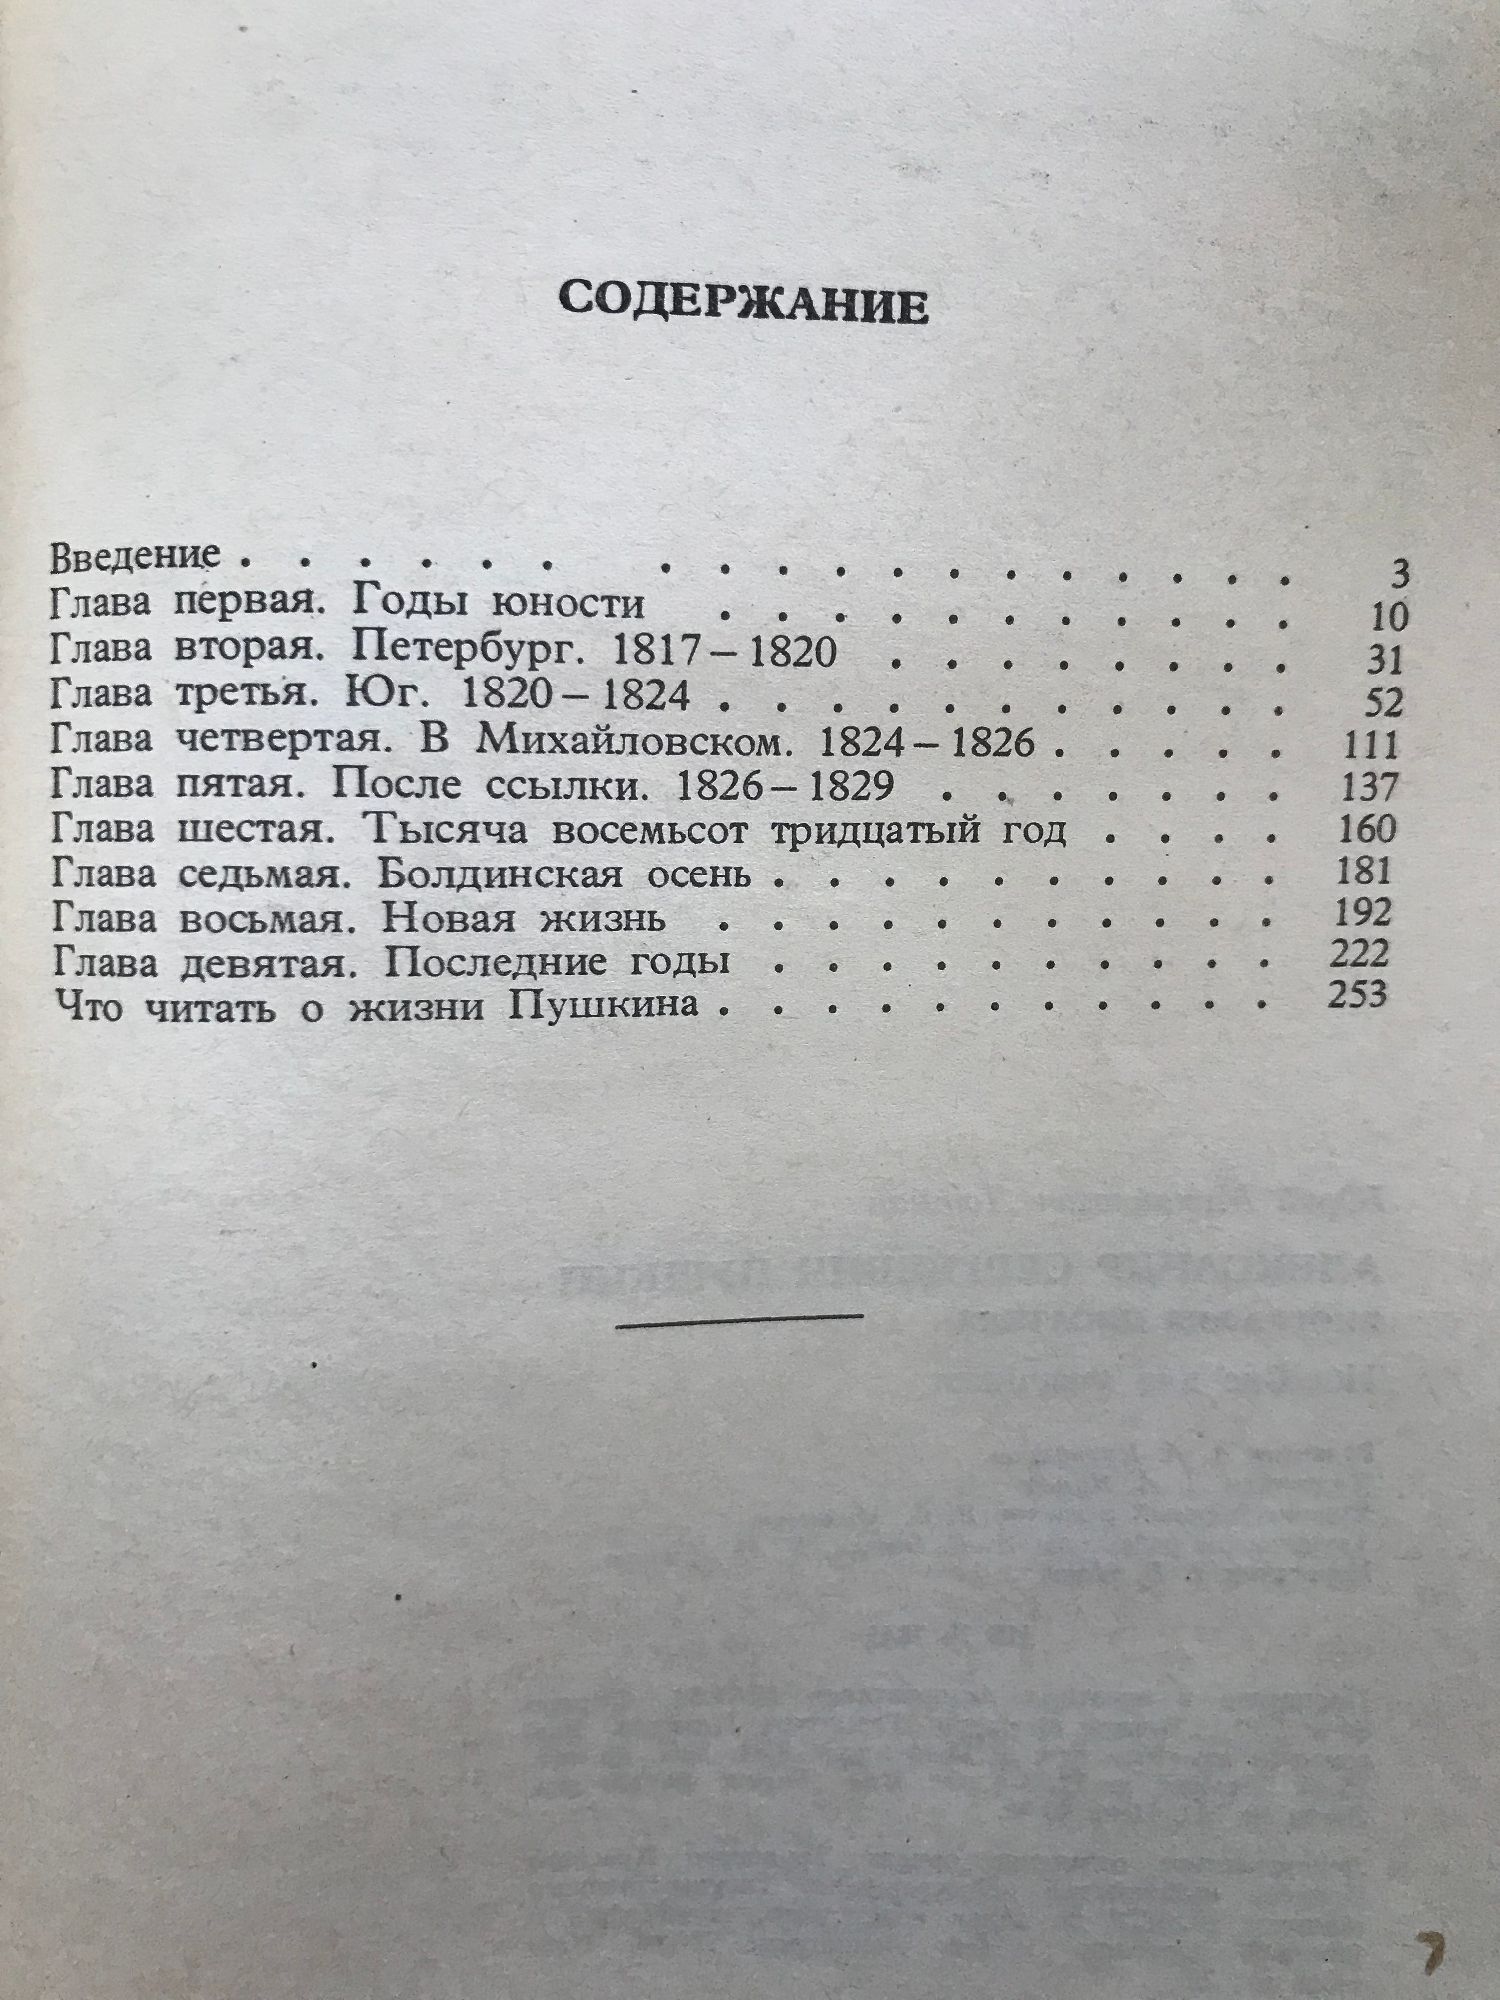 СОДЕРЖАНИЕ
Введение . . . . . . . . . . . . . . . . . . 3
Глава первая. Годы юности . . . . . . . . . . . 10
Глава вторая. Петербург. 1817 – 1820 . . . . . . . . 31
Глава третья. Юг. 1820 – 1824 . . . . . . . . . . . 52
Глава четвертая. В Михайловском. 1824 – 1826 . . . . . 111
Глава пятая. После ссылки. 1826 – 1829 . . . . . . . 137
Глава шестая. Тысяча восемьсот тридцатый год . . . . 160
Глава седьмая. Болдинская осень . . . . . . . . . . 181
Глава восьмая. Новая жизнь . . . . . . . . . . . 192
Глава девятая. Последние годы . . . . . . . . . . 222
Что читать о жизни Пушкина . . . . . . . . . . . 253